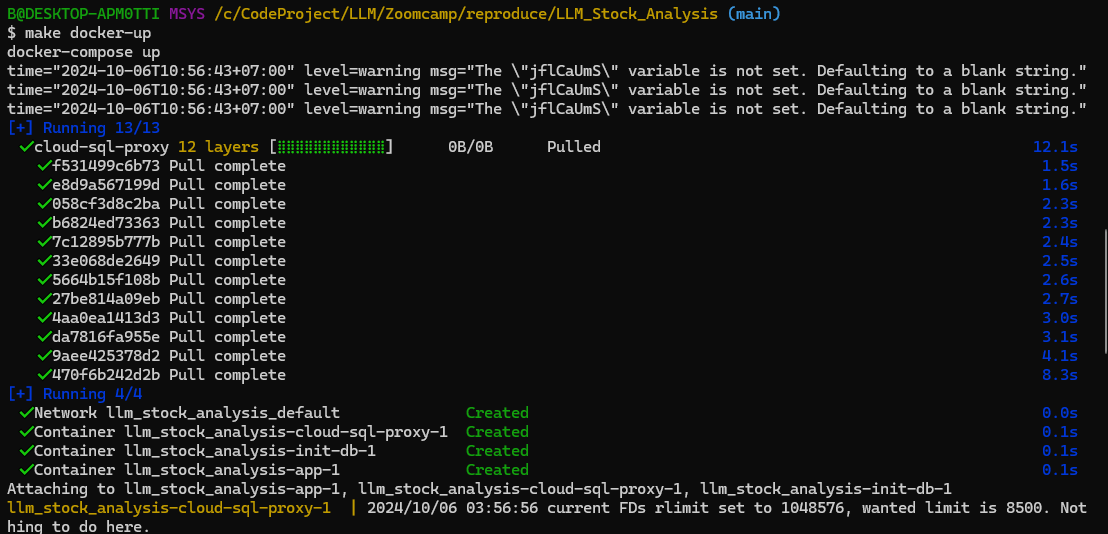 B@DESKTOP-APM0TTI MSYS /c/CodeProject/LLM/Zoomcamp/reproduce/LLM_Stock_Analysis (main)
$ make docker-up
docker-compose up
time="2024-10-06T10:56:43+07:00" level=warning msg="The \"jflCaUmS\" variable is not set. Defaulting to a blank string."
time="2024-10-06T10:56:43+07:00" level=warning msg="The \"jflCaUmS\" variable is not set. Defaulting to a blank string."
time="2024-10-06T10:56:43+07:00" level=warning msg="The \"jflCaUmS\" variable is not set. Defaulting to a blank string."
[+] Running 13/13
✓cloud-sql-proxy 12 layers [⣿⣿⣿⣿⣿⣿⣿⣿⣿⣿⣿⣿] 0B/0B Pulled 12.1s
✓f531499c6b73 Pull complete 1.5s
✓e8d9a567199d Pull complete 1.6s
✓058cf3d8c2ba Pull complete 2.3s
✓b6824ed73363 Pull complete 2.3s
✓7c12895b777b Pull complete 2.4s
✓33e068de2649 Pull complete 2.5s
✓5664b15f108b Pull complete 2.6s
✓27be814a09eb Pull complete 2.7s
✓4aa0ea1413d3 Pull complete 3.0s
✓da7816fa955e Pull complete 3.1s
✓9aee425378d2 Pull complete 4.1s
✓470f6b242d2b Pull complete 8.3s
[+] Running 4/4
✓Network llm_stock_analysis_default Created 0.0s
✓Container llm_stock_analysis-cloud-sql-proxy-1 Created 0.1s
✓Container llm_stock_analysis-init-db-1 Created 0.1s
✓Container llm_stock_analysis-app-1 Created 0.1s
Attaching to llm_stock_analysis-app-1, llm_stock_analysis-cloud-sql-proxy-1, llm_stock_analysis-init-db-1
llm_stock_analysis-cloud-sql-proxy-1 | 2024/10/06 03:56:56 current FDs rlimit set to 1048576, wanted limit is 8500. Not
hing to do here.